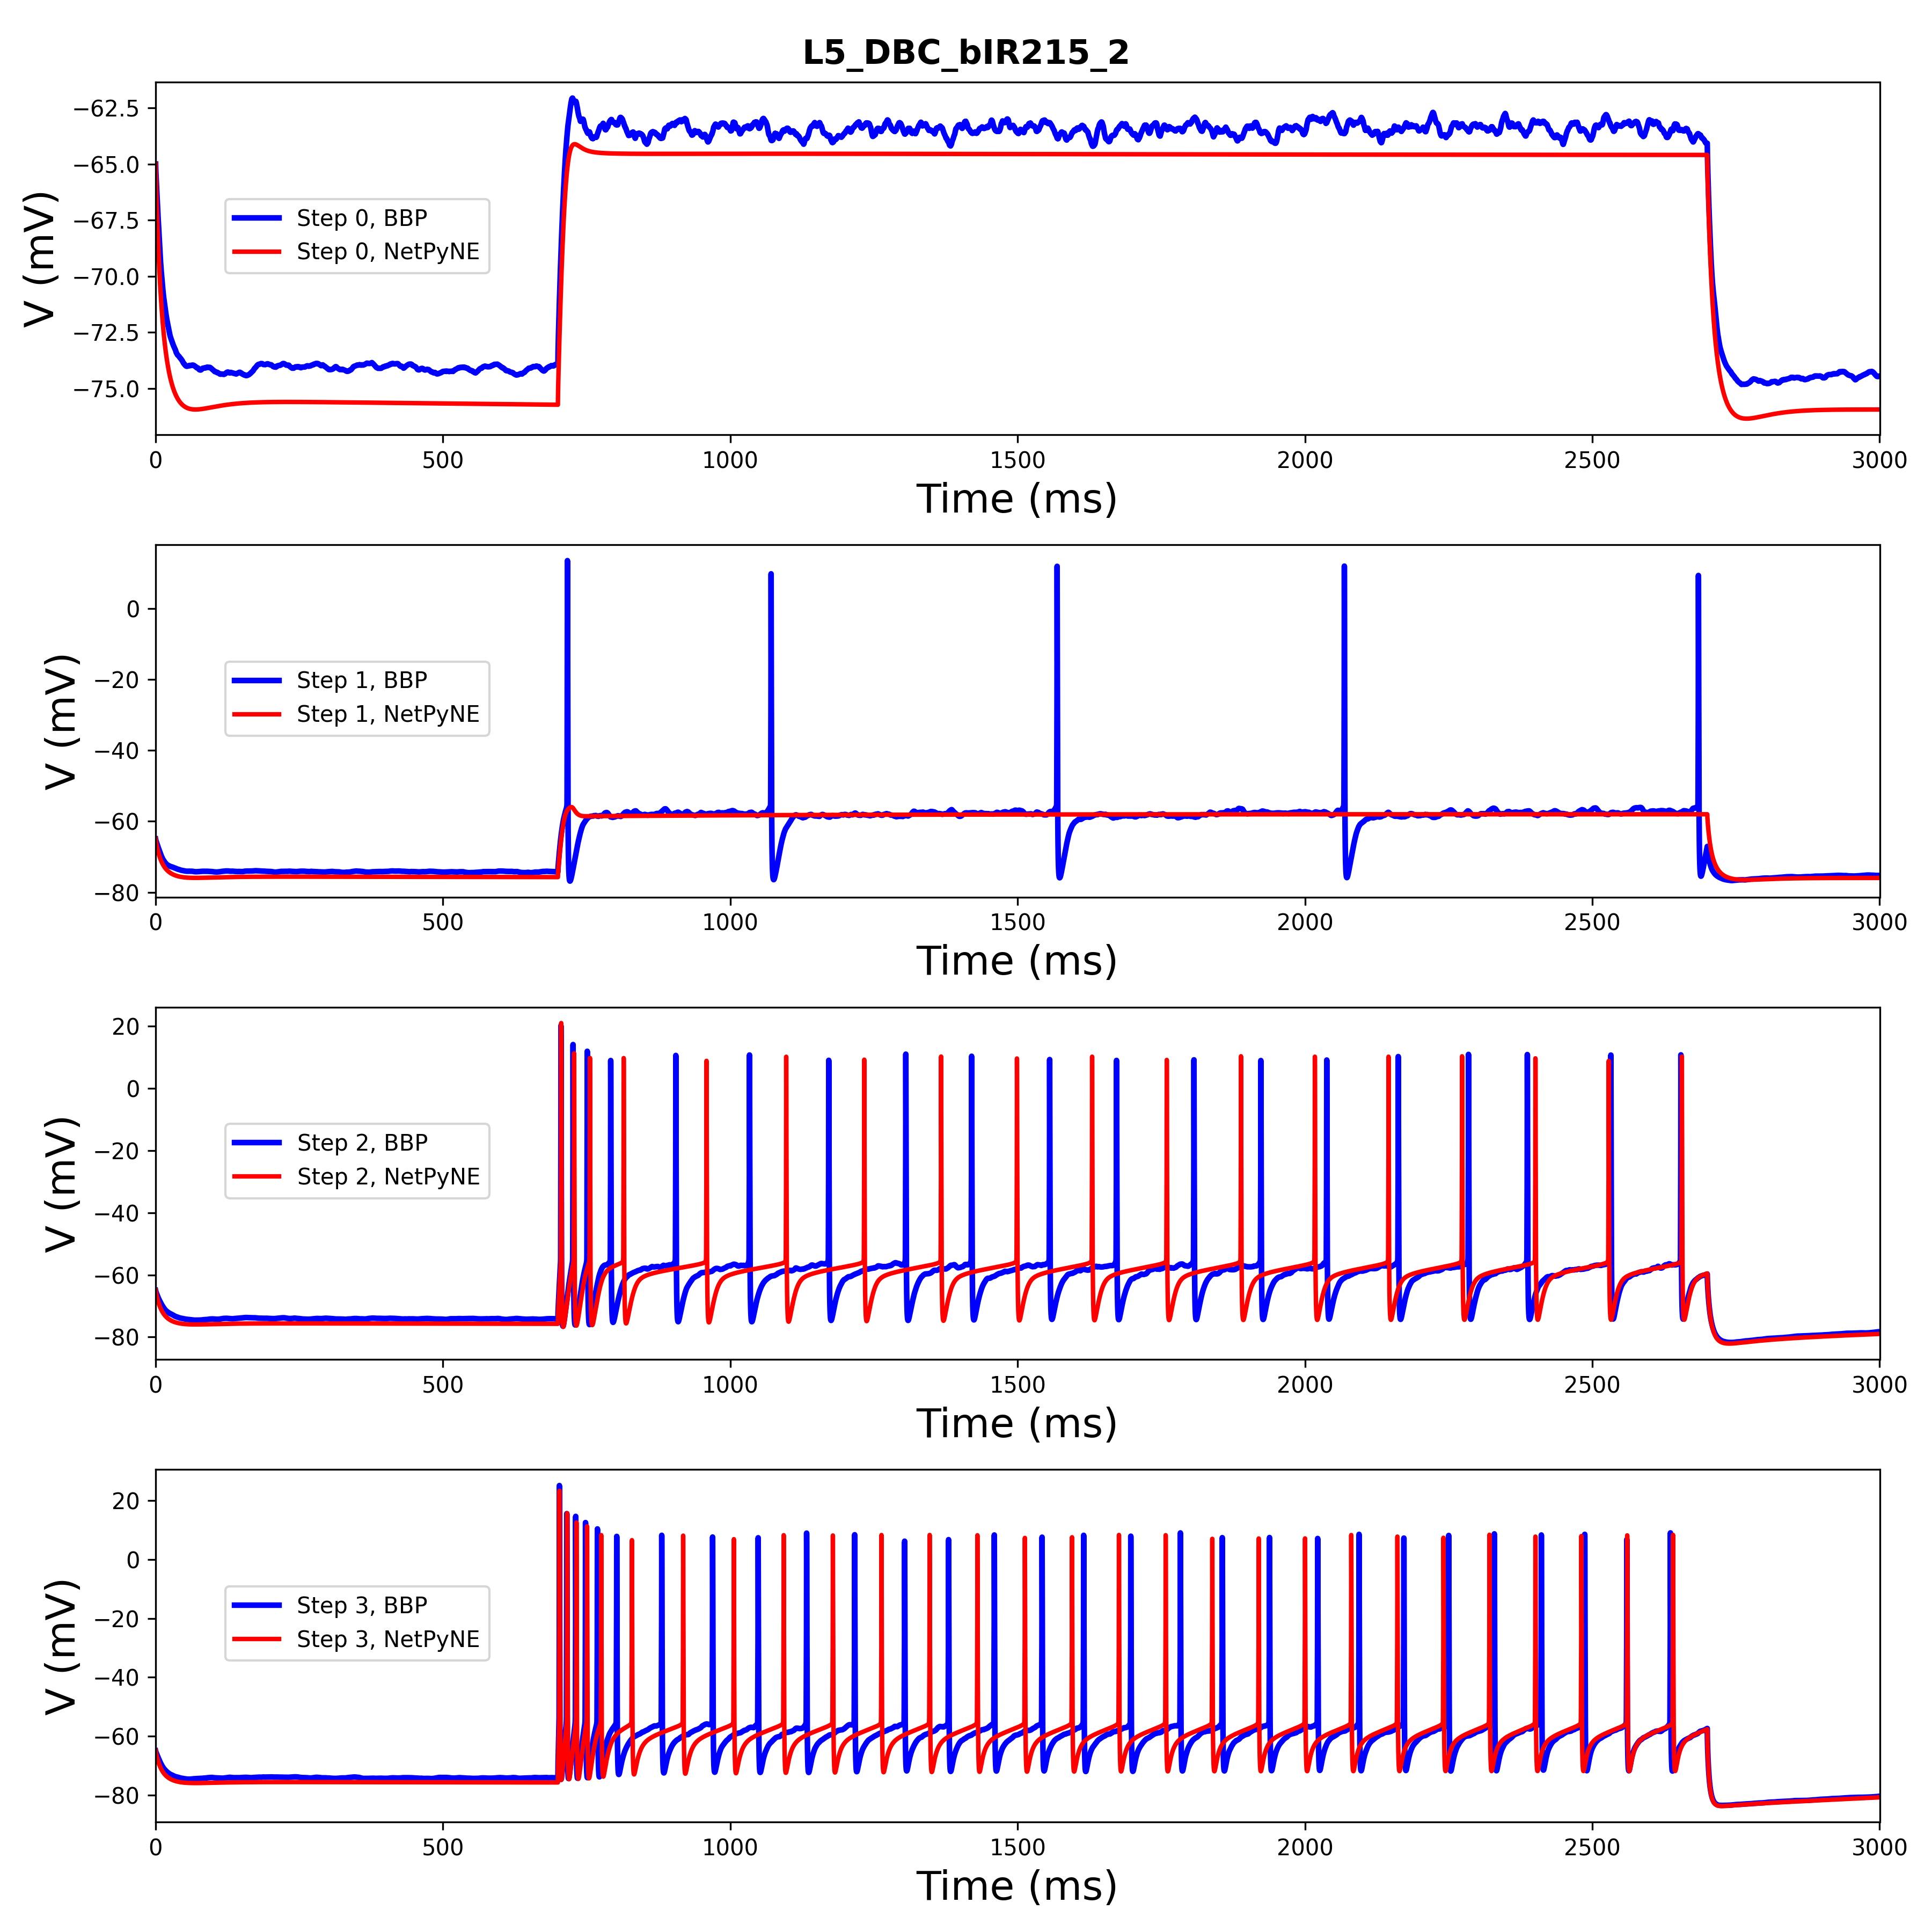 L5_DBC_bIR215_2
V (mV)
−62.5
−65.0
−67.5
−70.0
−72.5
−75.0
Step 0, BBP
Step 0, NetPyNE
0 500 1000 1500 2000 2500 3000
Time (ms)
V (mV)
0
−20
−40
−60
−80
Step 1, BBP
Step 1, NetPyNE
0 500 1000 1500 2000 2500 3000
Time (ms)
V (mV)
20
0
−20
−40
−60
−80
Step 2, BBP
Step 2, NetPyNE
0 500 1000 1500 2000 2500 3000
Time (ms)
V (mV)
20
0
−20
−40
−60
−80
Step 3, BBP
Step 3, NetPyNE
0 500 1000 1500 2000 2500 3000
Time (ms)